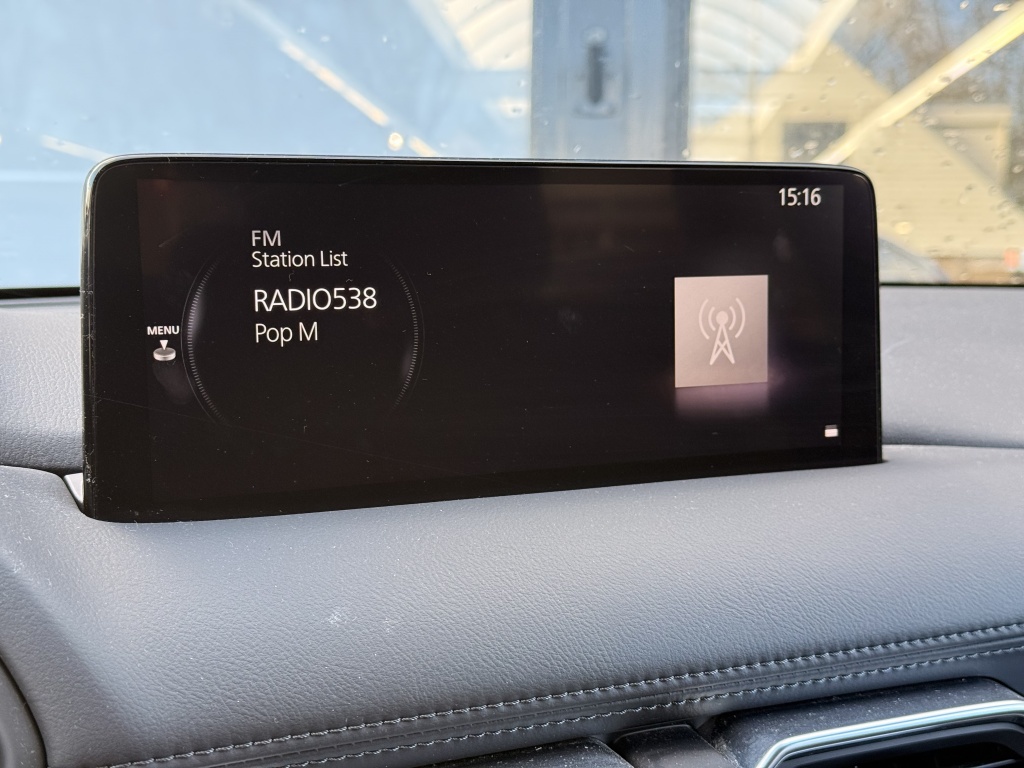 15:16
FM
Station List
RADIO538
Pop M
MENU